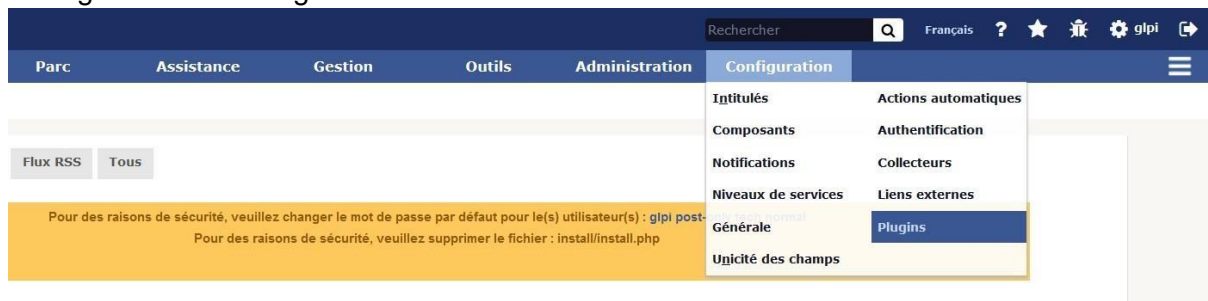 Rechercher Français ? glpi
Parc Assistance Gestion Outils Administration Configuration
Intitulés Actions automatiques
Composants Authentification
Flux RSS Tous
Notifications Collecteurs
Niveaux de services Liens externes
Pour des raisons de sécurité, veuillez changer le mot de passe par défaut pour le(s) utilisateur(s) : glpi post-
Générale Plugins
Pour des raisons de sécurité, veuillez supprimer le fichier : install/install.php
Unicité des champs